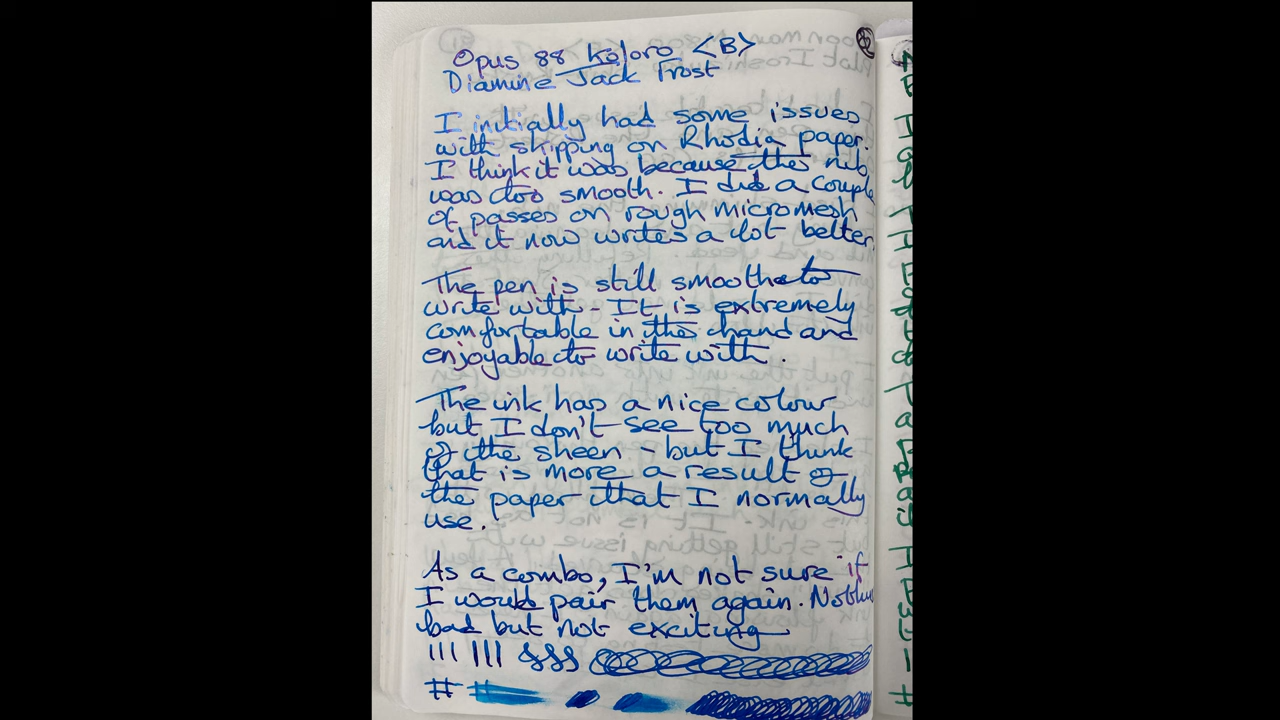 Opus 88 Koloro <B>
Diamine Jack Frost
I initially had some issues
with skipping on Rhodia paper.
I think it was because the nib
was too smooth. I did a couple
of passes on rough micromesh
and it now writes a lot better.
The pen is still smooth to
write with - It is extremely
comfortable in the hand and
enjoyable to write with.
The ink has a nice colour
but I don't see too much
of the sheen - but I think
that is more a result of
the paper that I normally
use.
As a combo, I'm not sure if
I would pair them again. Nothing
bad but not exciting